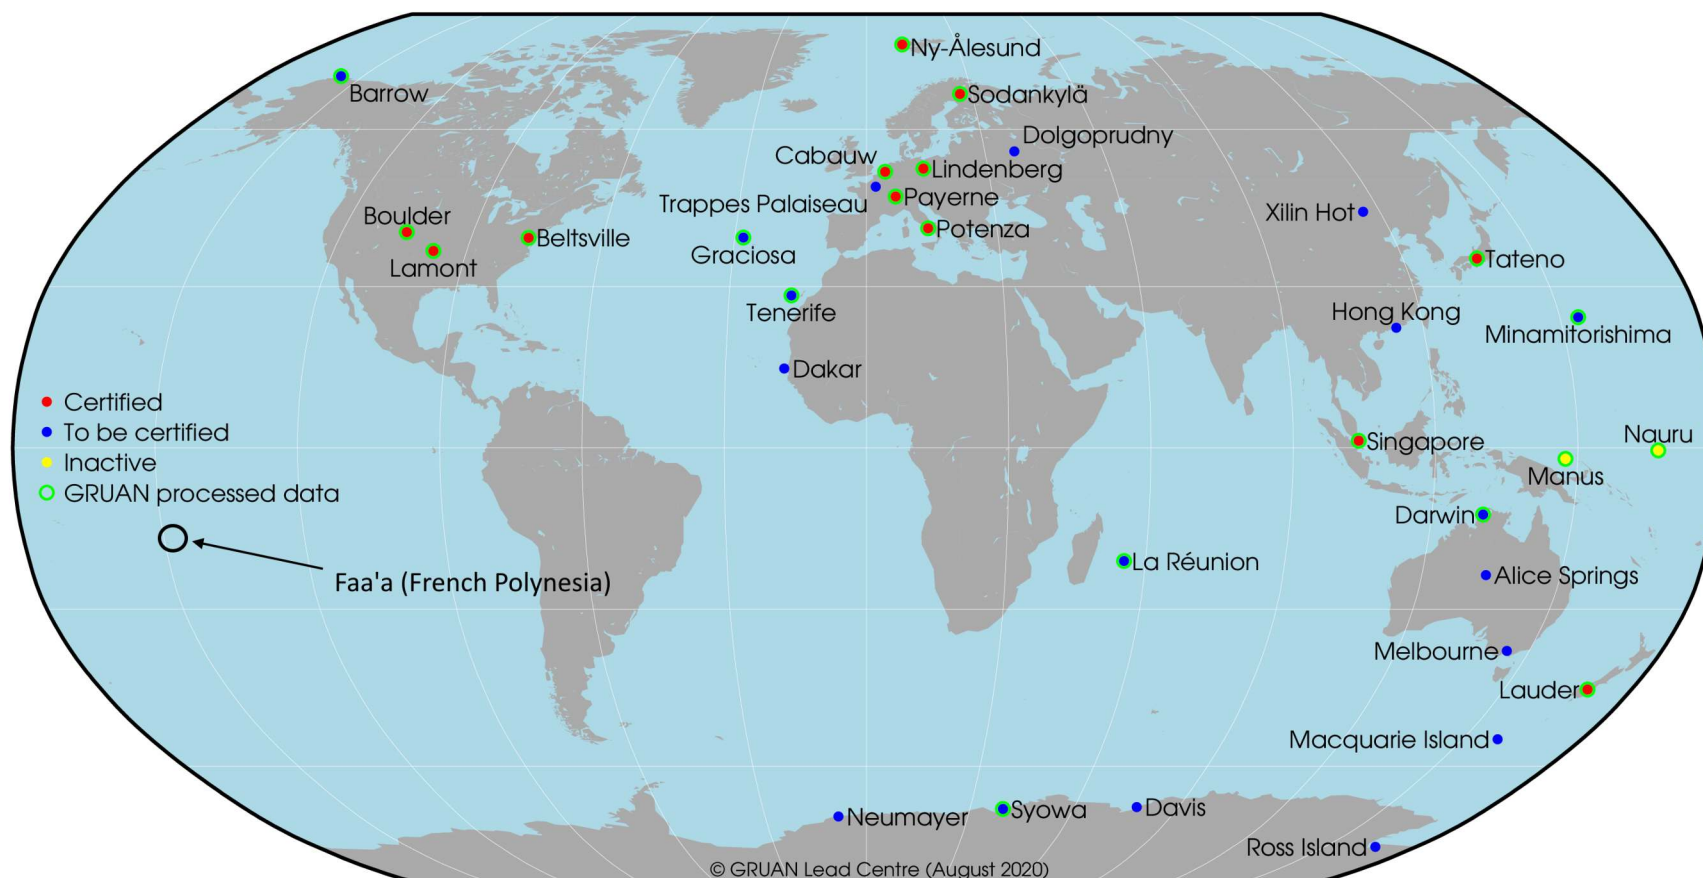 Ny-Ålesund
Barrow
Sodankylä
Dolgoprudny
Cabauw
Lindenberg
Trappes Palaiseau
Payerne
Xilin Hot
Boulder
Beltsville
Potenza
Graciosa
Lamont
Tateno
Tenerife
Hong Kong
Minamitorishima
Dakar
Certified
To be certified
Inactive
GRUAN processed data
Singapore
Nauru
Manus
Darwin
La Réunion
Faa'a (French Polynesia)
Alice Springs
Melbourne
Lauder
Macquarie Island
Neumayer
Syowa
Davis
Ross Island
© GRUAN Lead Centre (August 2020)